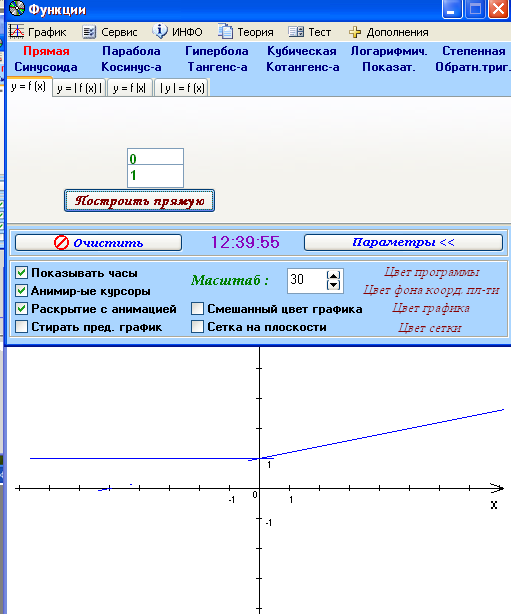 Функции
График Сервис ИНФО Теория Тест Дополнения
Прямая Парабола Гипербола Кубическая Логарифмич. Степенная
Синусоида Косинус-а Тангенс-а Котангенс-а Показат. Обратн.триг.
y = f (x) y = | f (x) | y = f |x| | y | = f (x)
0
1
Построить прямую
Очистить 12:39:55 Параметры <<
Показывать часы
Анимир-ые курсоры
Раскрытие с анимацией
Стирать пред. график
Масштаб : 30
Смешанный цвет графика
Сетка на плоскости
Цвет программы
Цвет фона коорд. пл-ти
Цвет графика
Цвет сетки
1
-1 0 1 x
-1